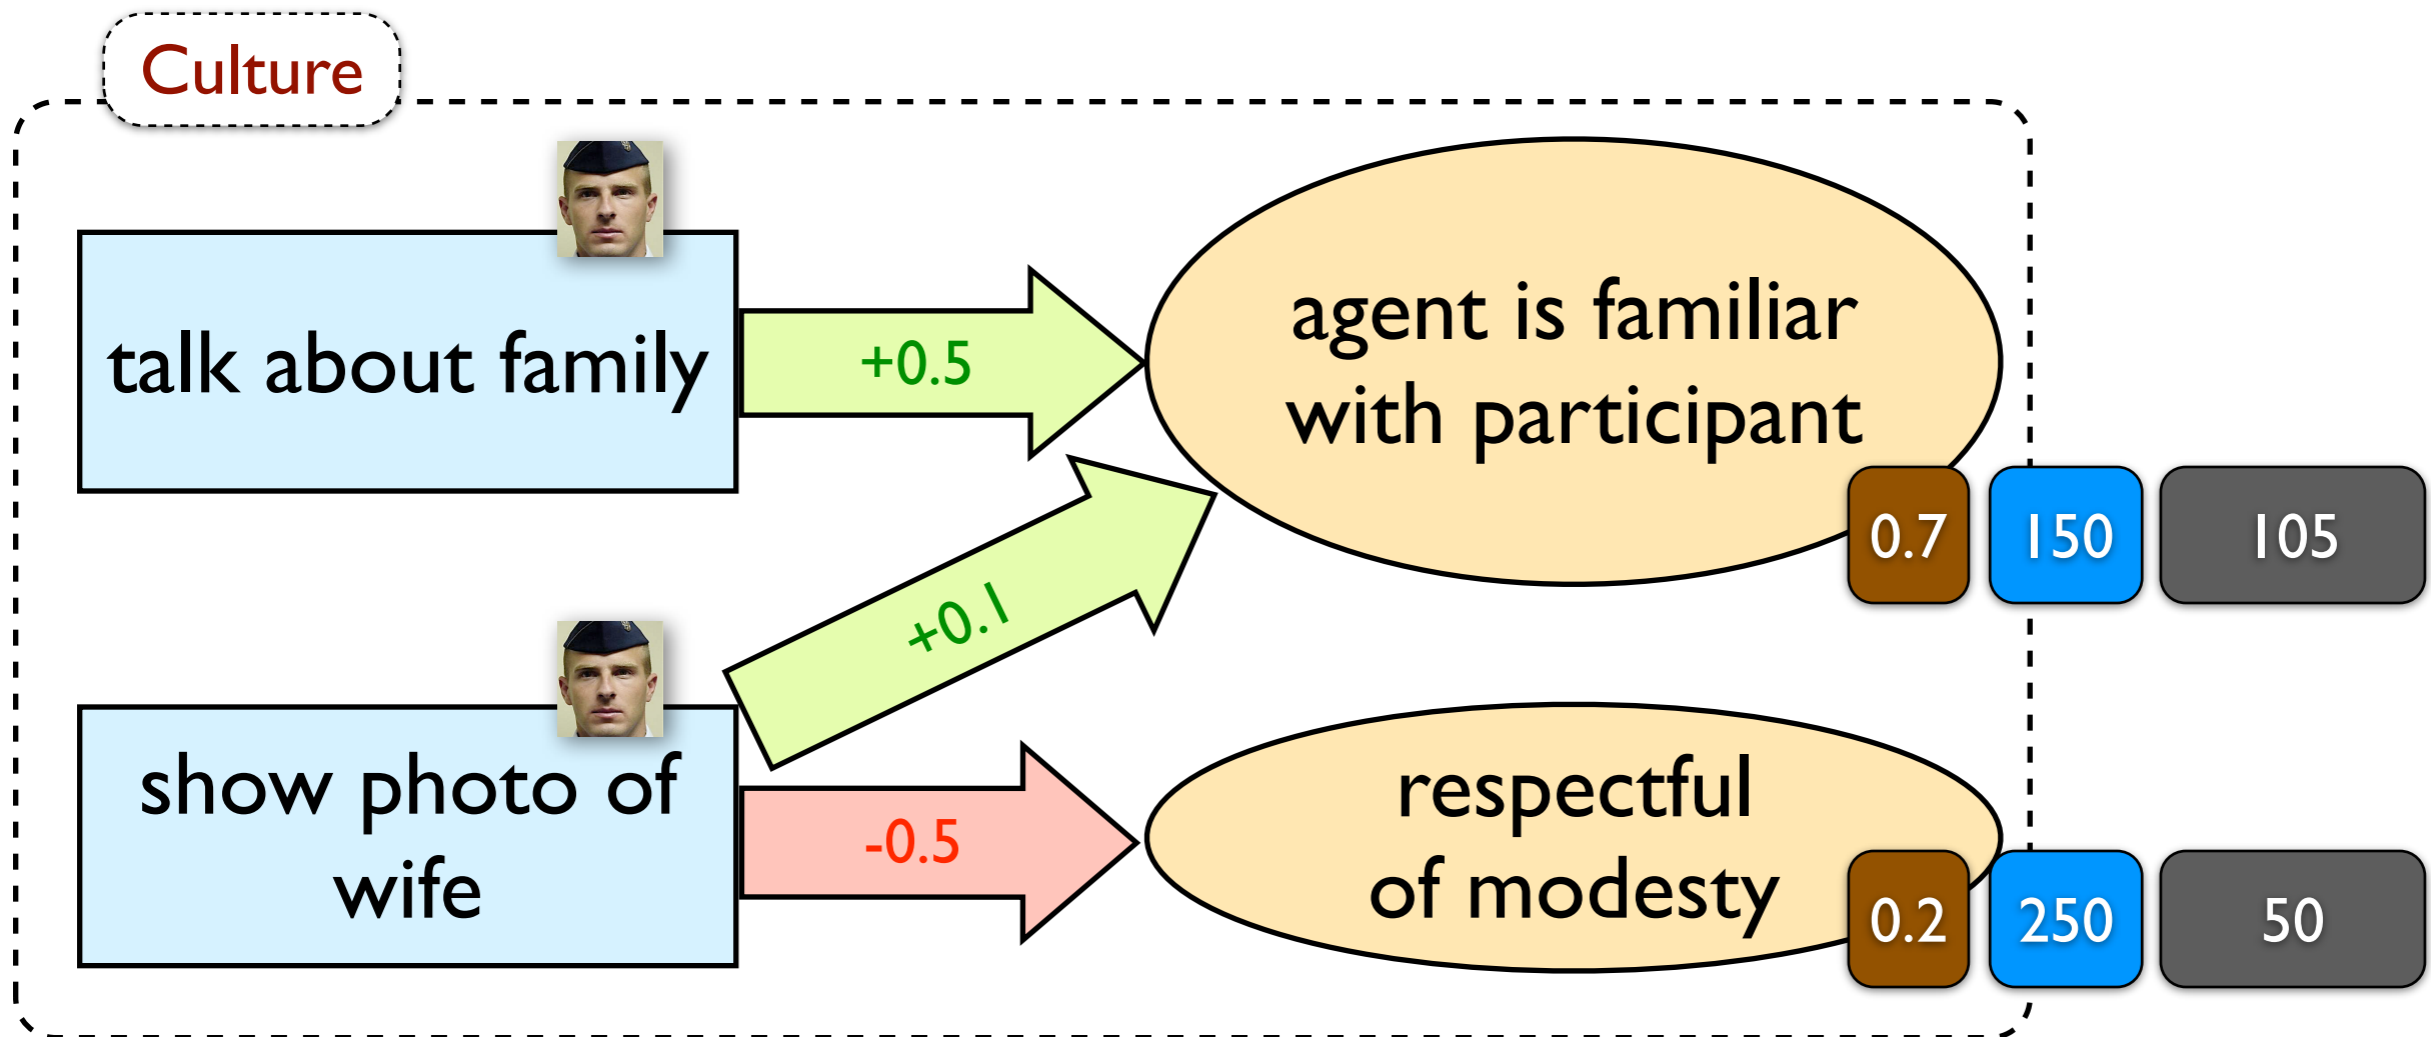 Culture
talk about family
+0.5
agent is familiar
with participant
0.7
150
105
+0.1
show photo of
wife
-0.5
respectful
of modesty
0.2
250
50